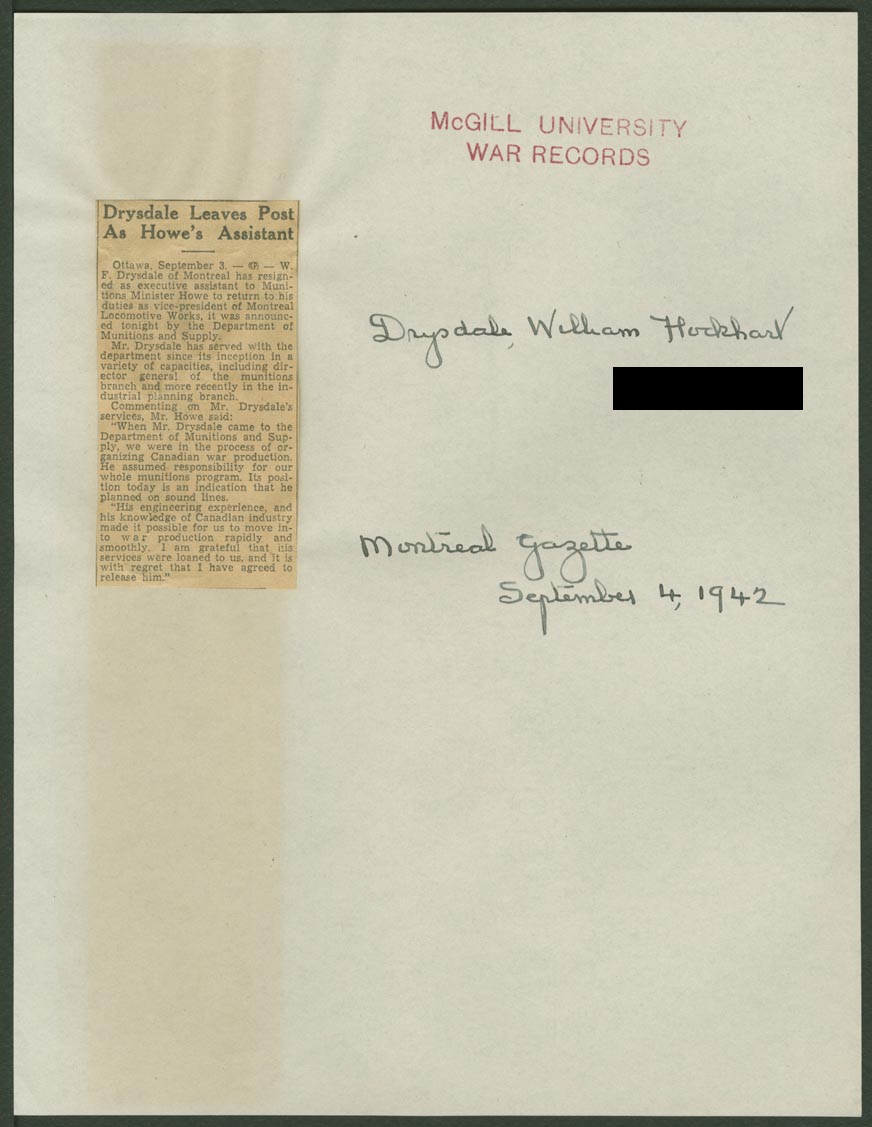 McGILL UNIVERSITY
WAR RECORDS
Drysdale Leaves Post
As Howe's Assistant
Ottawa, September 3. — CP — W.
F. Drysdale of Montreal has resign-
ed as executive assistant to Muni-
tions Minister Howe to return to his
duties as vice-president of Montreal
Locomotive Works, it was announc-
ed tonight by the Department of
Munitions and Supply.
Mr. Drysdale has served with the
department since its inception in a
variety of capacities, including dir-
ector general of the munitions
branch and more recently in the in-
dustrial planning branch.
Commenting on Mr. Drysdale's
services, Mr. Howe said:
"When Mr. Drysdale came to the
Department of Munitions and Sup-
ply, we were in the process of or-
ganizing Canadian war production.
He assumed responsibility for our
whole munitions program. Its posi-
tion today is an indication that he
planned on sound lines.
"His engineering experience, and
his knowledge of Canadian industry
made it possible for us to move in-
to war production rapidly and
smoothly. I am grateful that his
services were loaned to us, and it is
with regret that I have agreed to
release him."
Drysdale, William Flockhart
Montreal Gazette
September 4, 1942